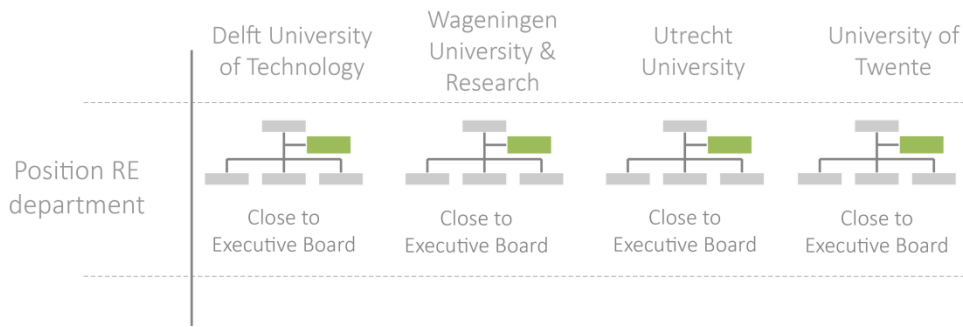 Delft University
of Technology
Wageningen
University &
Research
Utrecht
University
University of
Twente
Position RE
department
Close to
Executive Board
Close to
Executive Board
Close to
Executive Board
Close to
Executive Board